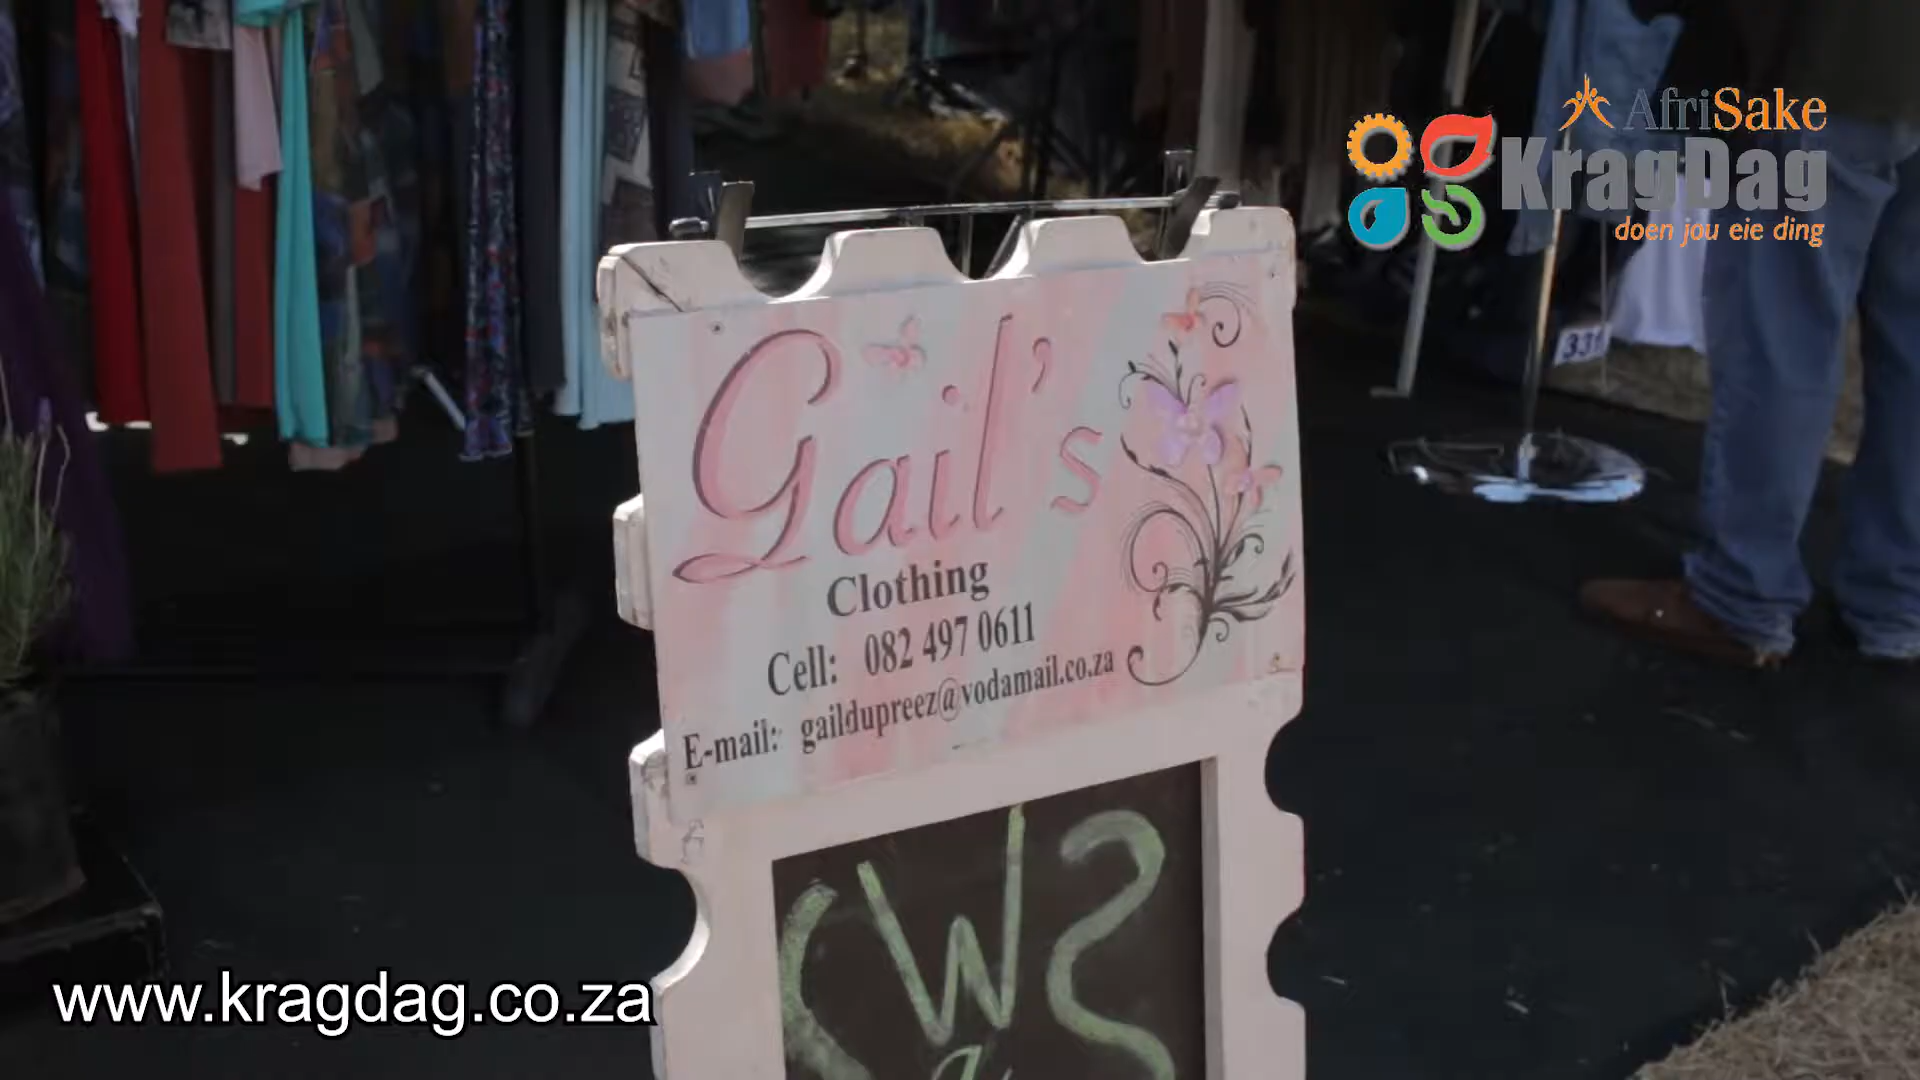 AfriSake
KragDag
doen jou eie ding
331
Gail's
Clothing
Cell: 082 497 0611
E-mail: gaildupreez@vodamail.co.za
www.kragdag.co.za